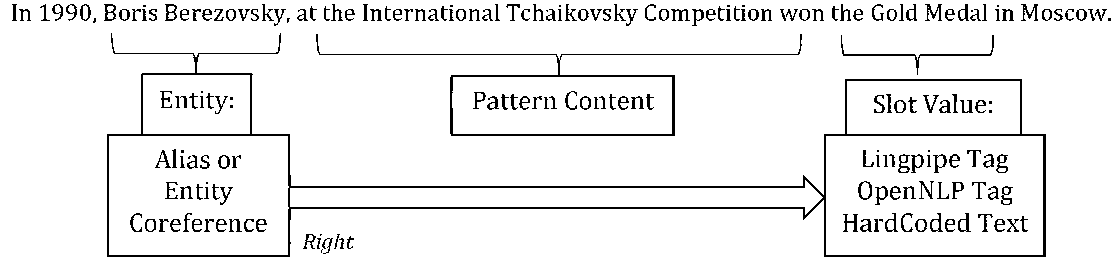 In 1990, Boris Berezovsky, at the International Tchaikovsky Competition won the Gold Medal in Moscow.
Entity:
Pattern Content
Slot Value:
Alias or
Entity
Coreference
Lingpipe Tag
OpenNLP Tag
HardCoded Text
Right